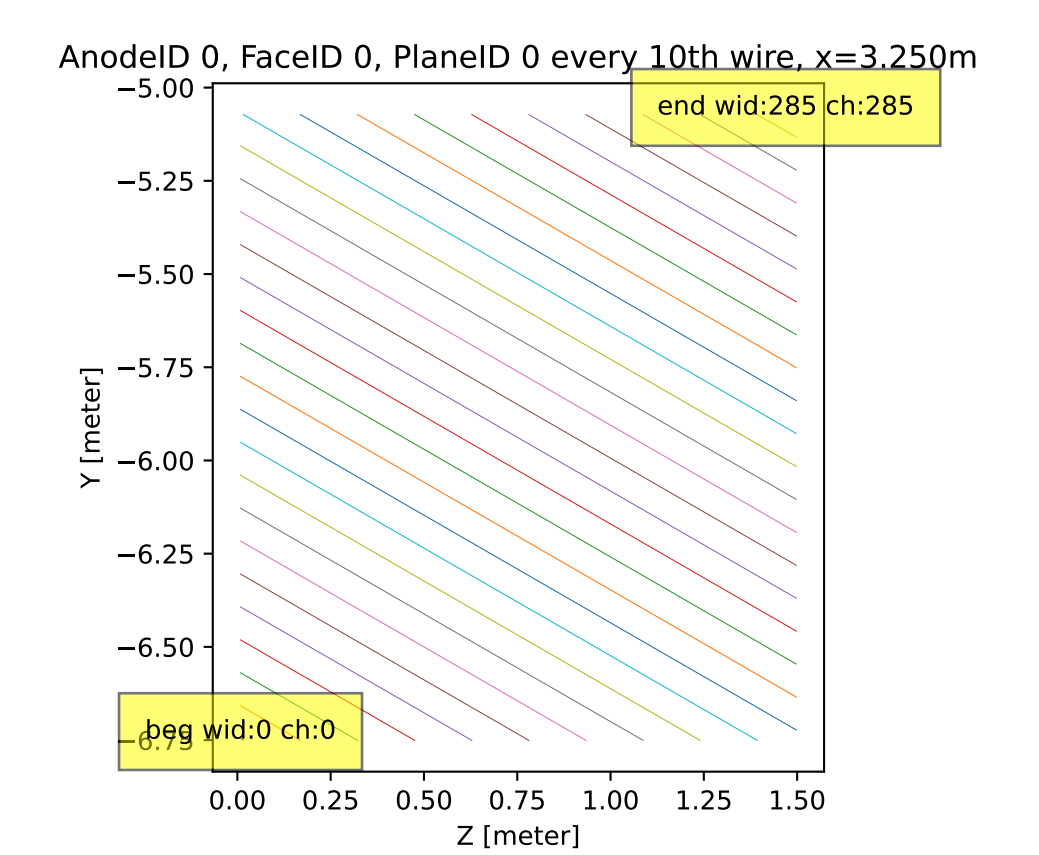 AnodeID 0, FaceID 0, PlaneID 0 every 10th wire, x=3.250m
end wid:285 ch:285
−5.00
−5.25
−5.50
−5.75
−6.00
−6.25
−6.50
−6.75
Y [meter]
beg wid:0 ch:0
0.00 0.25 0.50 0.75 1.00 1.25 1.50
Z [meter]